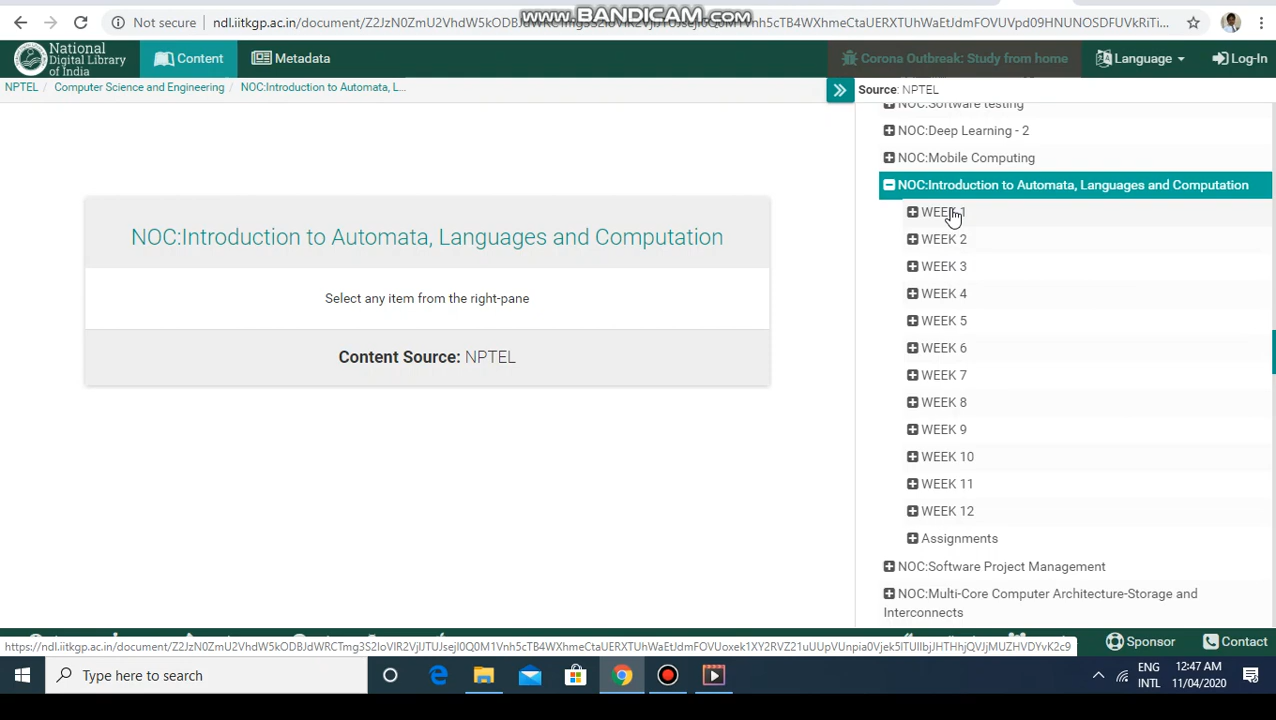 www.BANDICAM.com
Not secure
ndl.iitkgp.ac.in/document/
National
Digital Library
of India
Content
Metadata
Corona Outbreak: Study from home
Language
Log-In
NPTEL / Computer Science and Engineering / NOC:Introduction to Automata, L...
Source: NPTEL
NOC:Software testing
NOC:Deep Learning - 2
NOC:Mobile Computing
NOC:Introduction to Automata, Languages and Computation
WEEK 1
WEEK 2
WEEK 3
WEEK 4
WEEK 5
WEEK 6
WEEK 7
WEEK 8
WEEK 9
WEEK 10
WEEK 11
WEEK 12
Assignments
NOC:Software Project Management
NOC:Multi-Core Computer Architecture-Storage and
Interconnects
NOC:Introduction to Automata, Languages and Computation
Select any item from the right-pane
Content Source: NPTEL
Sponsor
Contact
Type here to search
ENG
INTL
12:47 AM
11/04/2020